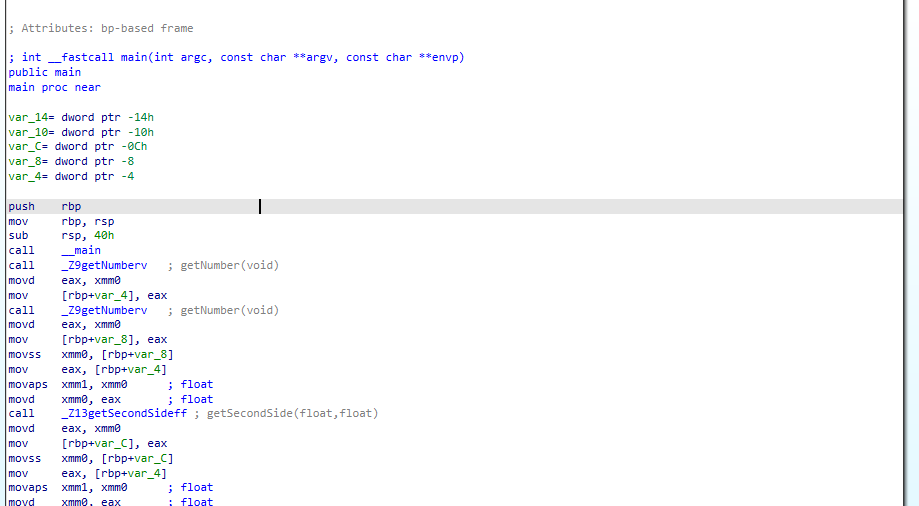 ; Attributes: bp-based frame
; int __fastcall main(int argc, const char **argv, const char **envp)
public main
main proc near
var_14= dword ptr -14h
var_10= dword ptr -10h
var_C= dword ptr -0Ch
var_8= dword ptr -8
var_4= dword ptr -4
push rbp
mov rbp, rsp
sub rsp, 40h
call __main
call _Z9getNumberv ; getNumber(void)
movd eax, xmm0
mov [rbp+var_4], eax
call _Z9getNumberv ; getNumber(void)
movd eax, xmm0
mov [rbp+var_8], eax
movss xmm0, [rbp+var_8]
mov eax, [rbp+var_4]
movaps xmm1, xmm0 ; float
movd xmm0, eax ; float
call _Z13getSecondSideff ; getSecondSide(float,float)
movd eax, xmm0
mov [rbp+var_C], eax
movss xmm0, [rbp+var_C]
mov eax, [rbp+var_4]
movaps xmm1, xmm0 ; float
movd xmm0, eax ; float